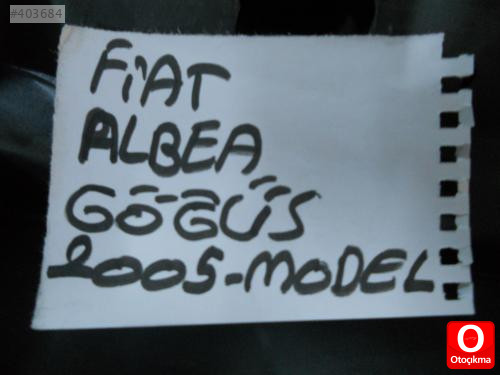 #403684
FiAT
ALBEA
GÖĞÜS
2005-MODEL
O
Otoçıkma